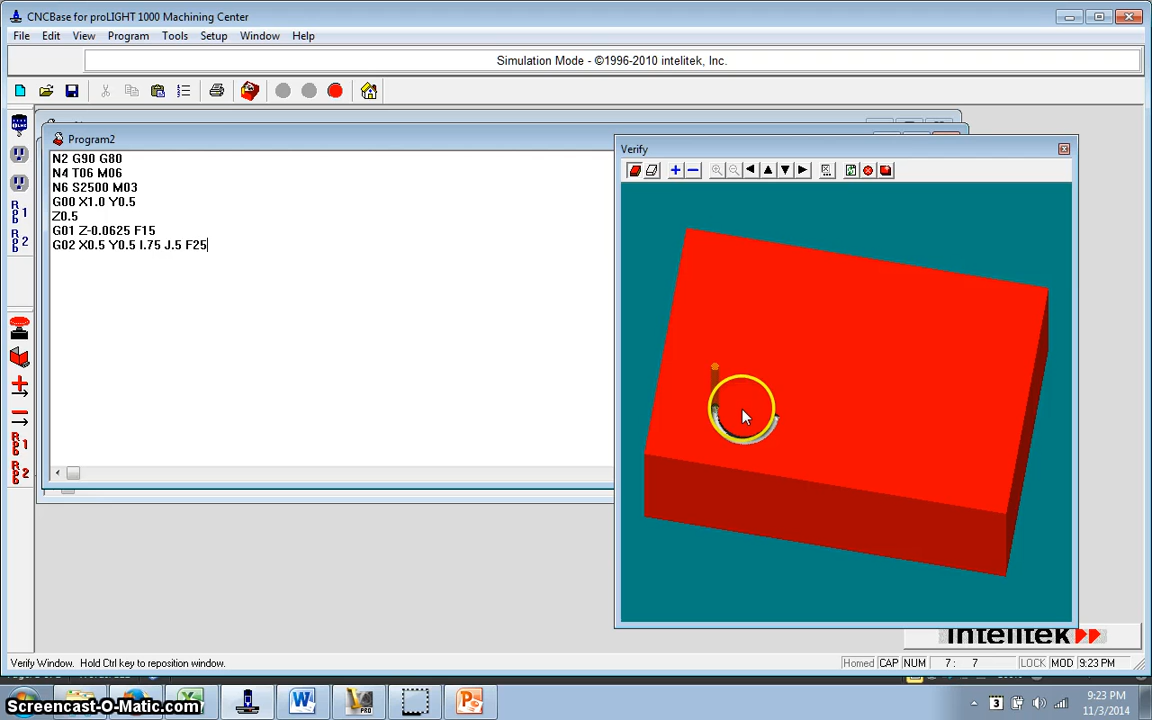 CNCBase for proLIGHT 1000 Machining Center
File Edit View Program Tools Setup Window Help
Simulation Mode - ©1996-2010 intelitek, Inc.
Program2
N2 G90 G80
N4 T06 M06
N6 S2500 M03
G00 X1.0 Y0.5
Z0.5
G01 Z-0.0625 F15
G02 X0.5 Y0.5 I.75 J.5 F25
Verify
intelitek
Verify Window. Hold Ctrl key to reposition window.
Homed CAP NUM 7 : 7 LOCK MOD 9:23 PM
Screencast-O-Matic.com
PRO
3
9:23 PM
11/3/2014